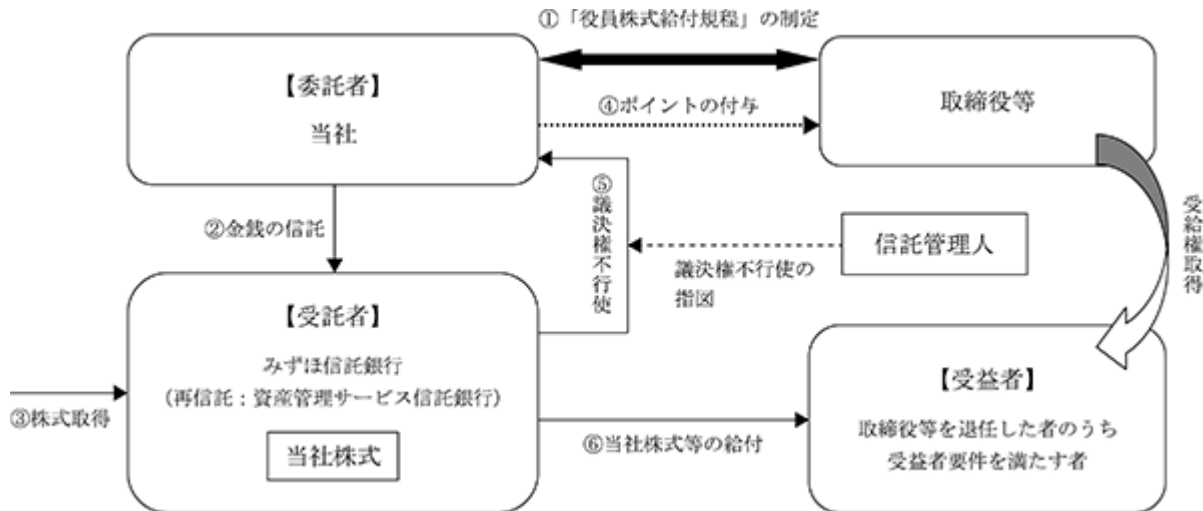 ①「役員株式給付規程」の制定
【委託者】
当社
④ポイントの付与
取締役等
②金銭の信託
⑤議決権不行使
議決権不行使の
指図
信託管理人
受給権取得
【受託者】
みずほ信託銀行
(再信託：資産管理サービス信託銀行)
当社株式
③株式取得
⑥当社株式等の給付
【受益者】
取締役等を退任した者のうち
受益者要件を満たす者